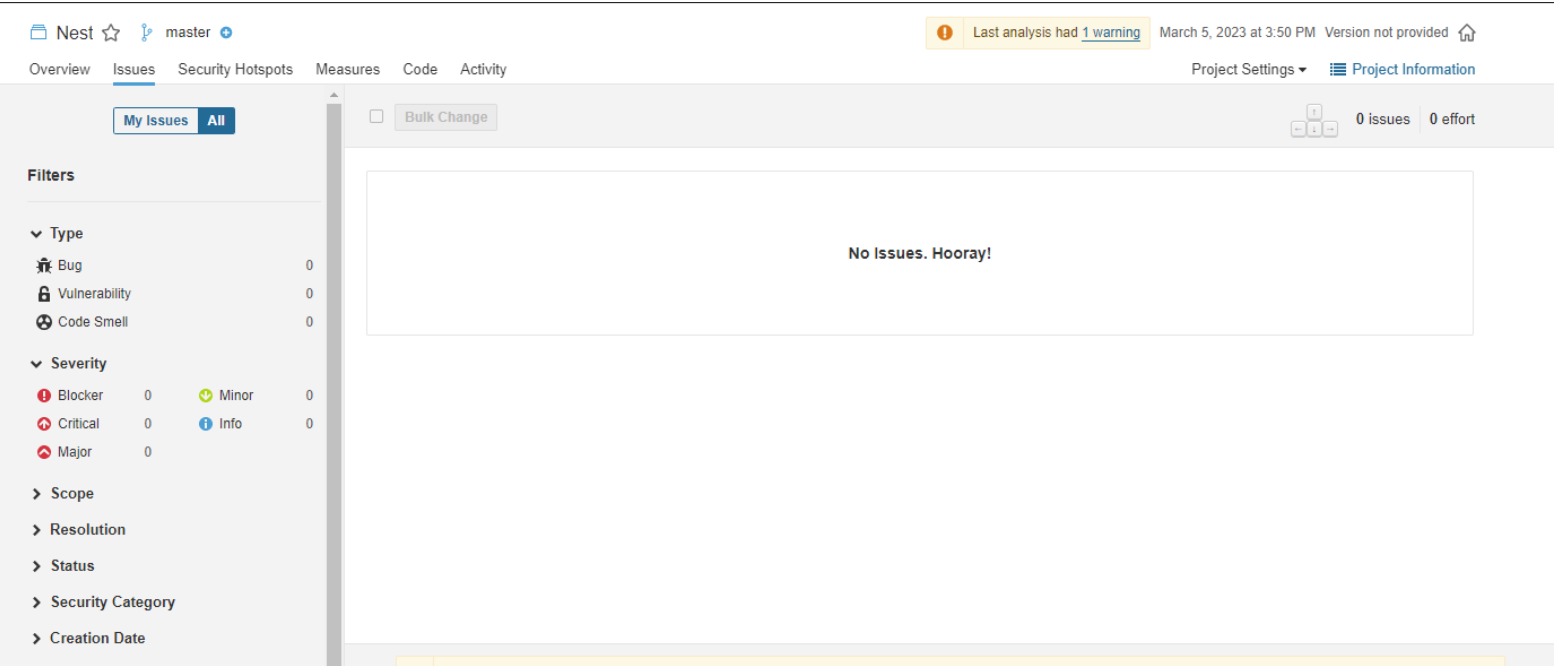 Nest master Last analysis had 1 warning March 5, 2023 at 3:50 PM Version not provided
Overview Issues Security Hotspots Measures Code Activity Project Settings Project Information
My Issues All
Bulk Change
0 issues 0 effort
Filters
Type
Bug 0
Vulnerability 0
Code Smell 0
Severity
Blocker 0 Minor 0
Critical 0 Info 0
Major 0
Scope
Resolution
Status
Security Category
Creation Date
No Issues. Hooray!